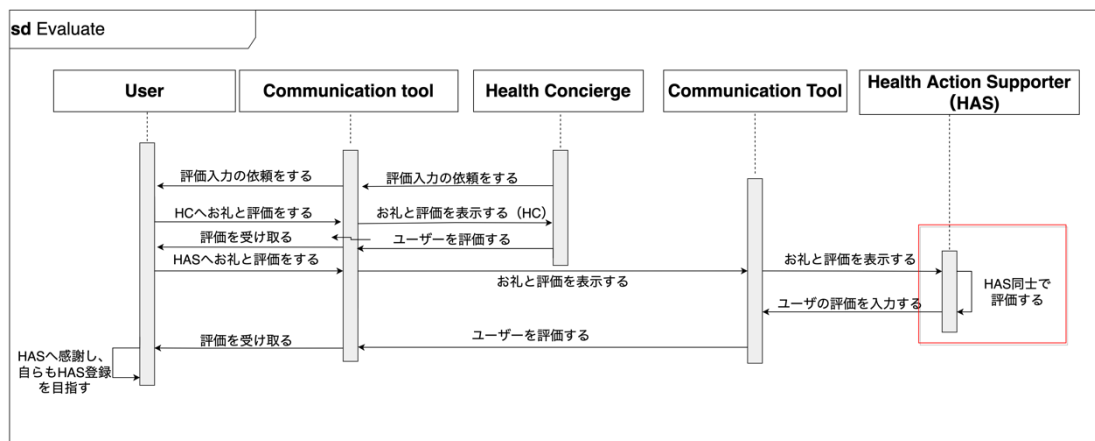 sd Evaluate
User
Communication tool
Health Concierge
Communication Tool
Health Action Supporter
（HAS）
評価入力の依頼をする
評価入力の依頼をする
HCへお礼と評価をする
お礼と評価を表示する（HC）
評価を受け取る
ユーザーを評価する
HASへお礼と評価をする
お礼と評価を表示する
お礼と評価を表示する
HAS同士で
評価する
ユーザの評価を入力する
ユーザーを評価する
評価を受け取る
HASへ感謝し、
自らもHAS登録
を目指す